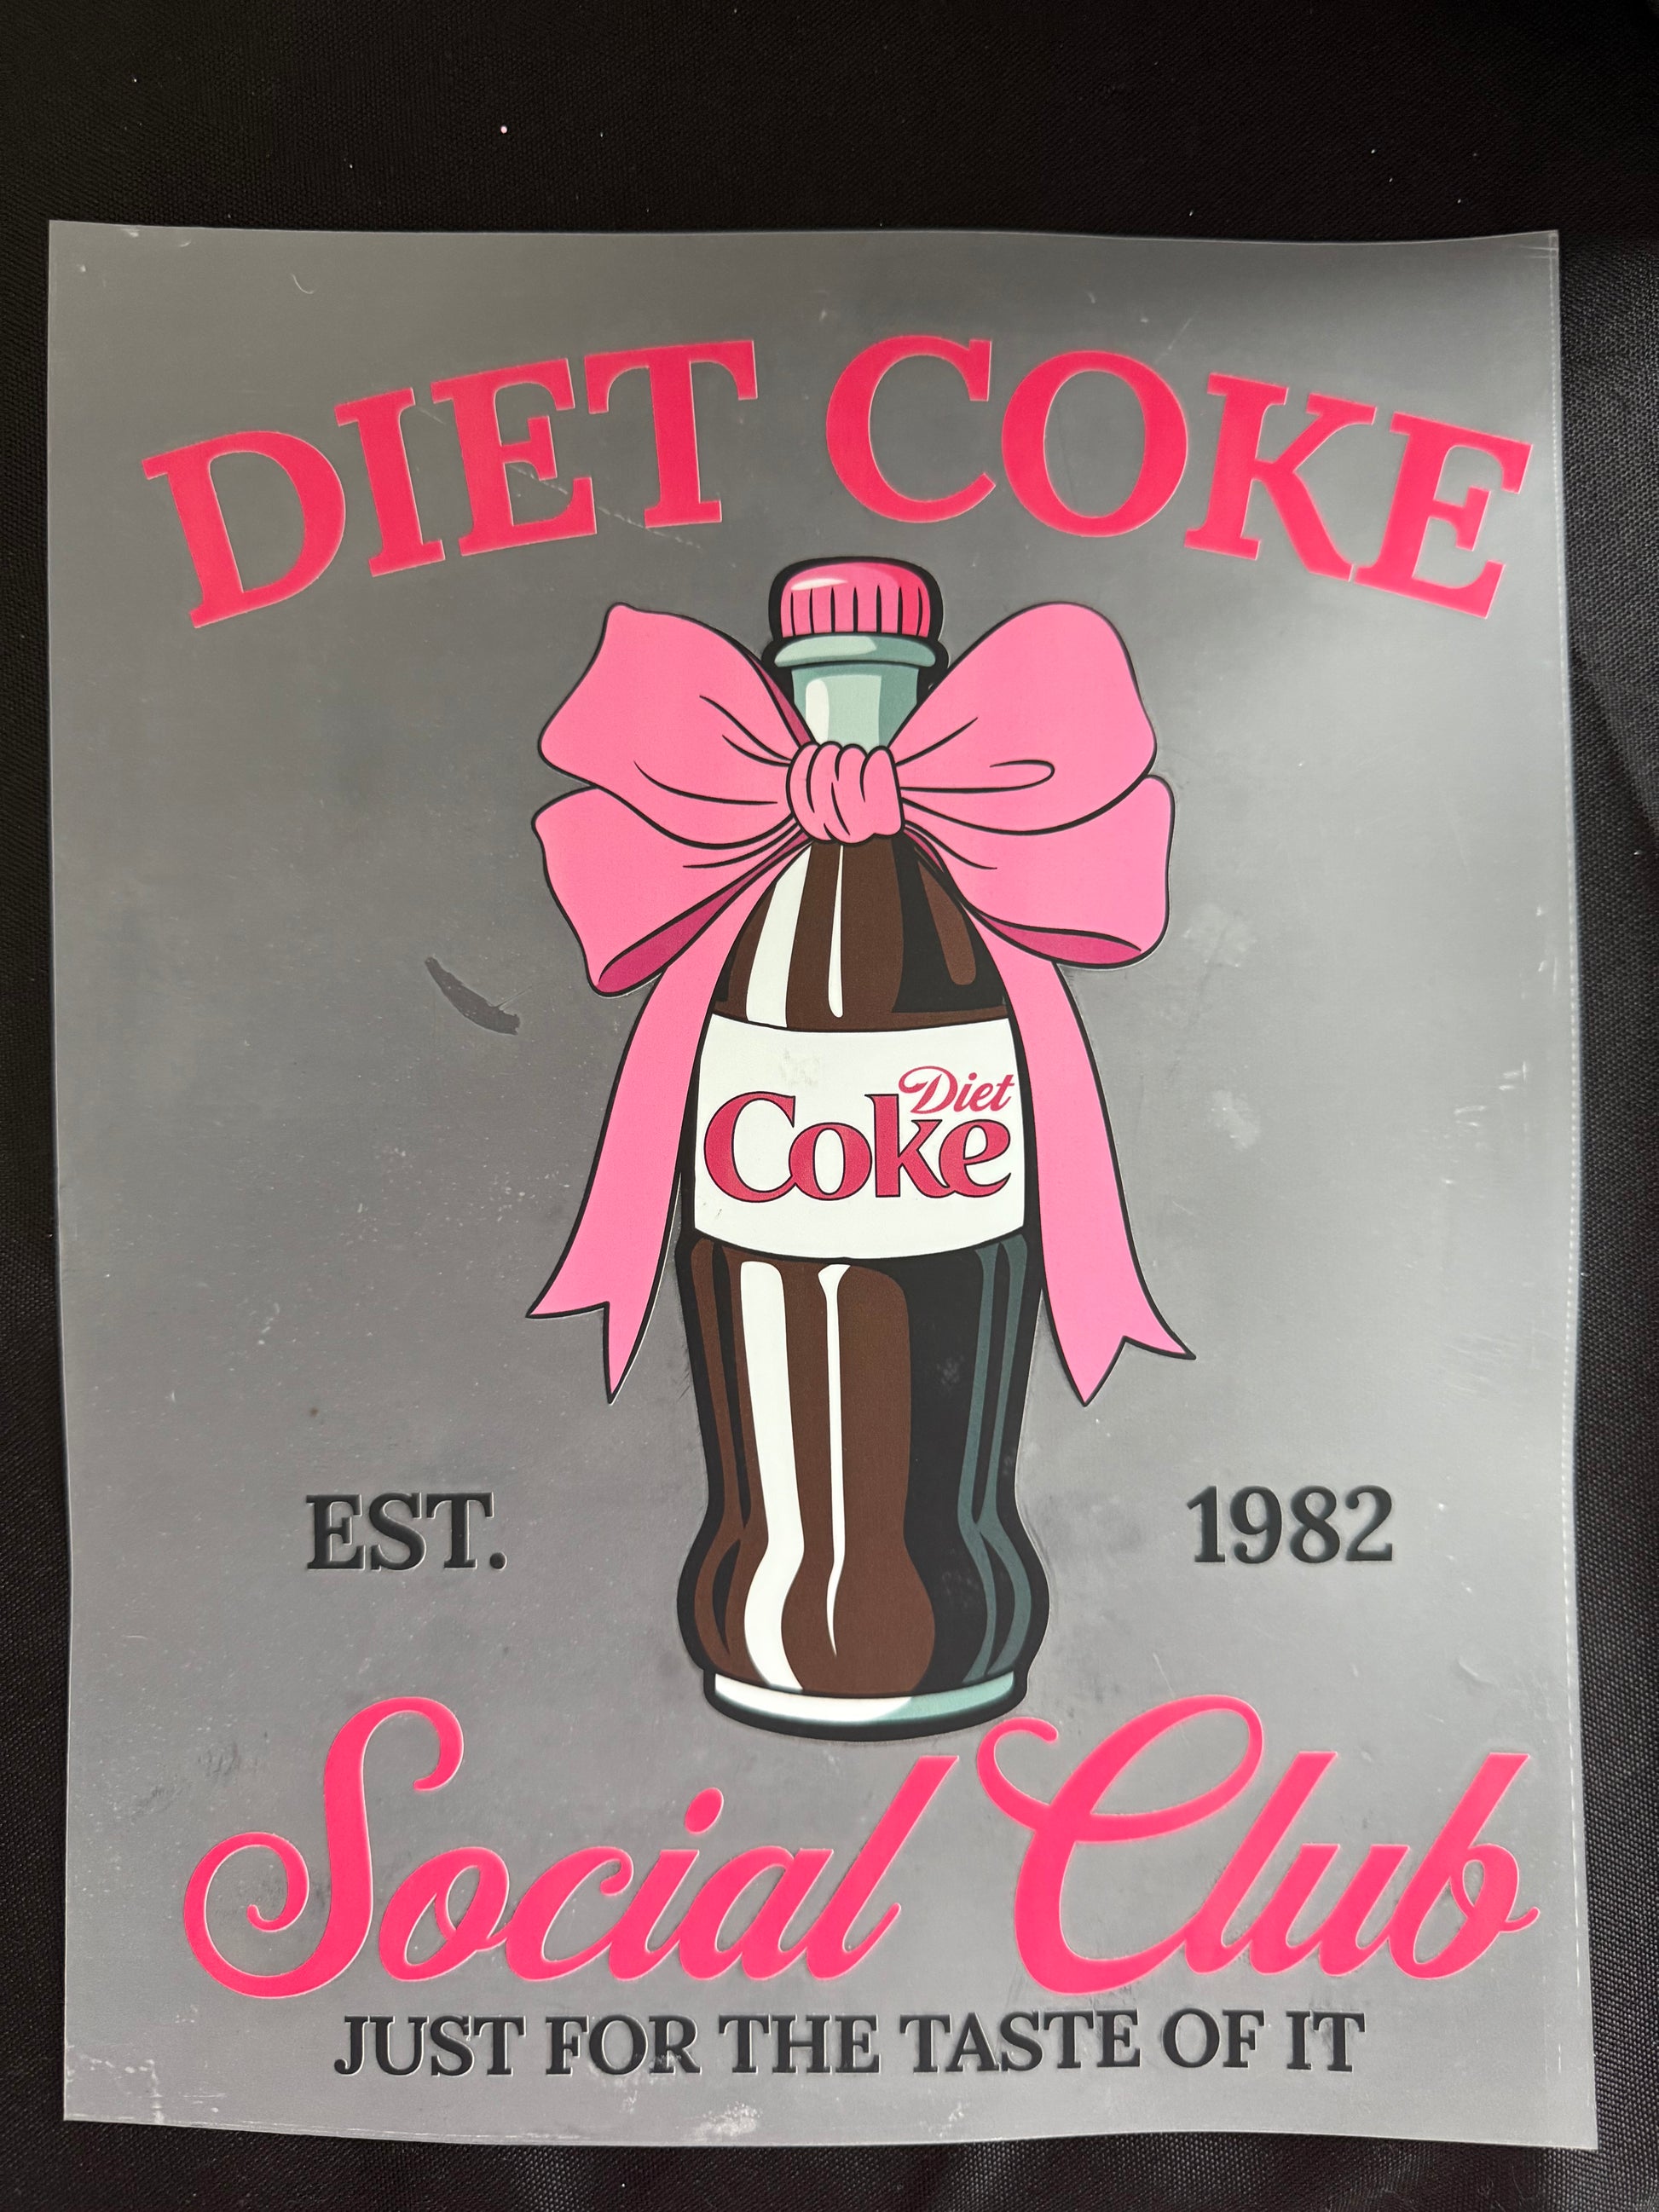 DIET COKE
Diet
Coke
EST. 1982
Social Club
JUST FOR THE TASTE OF IT